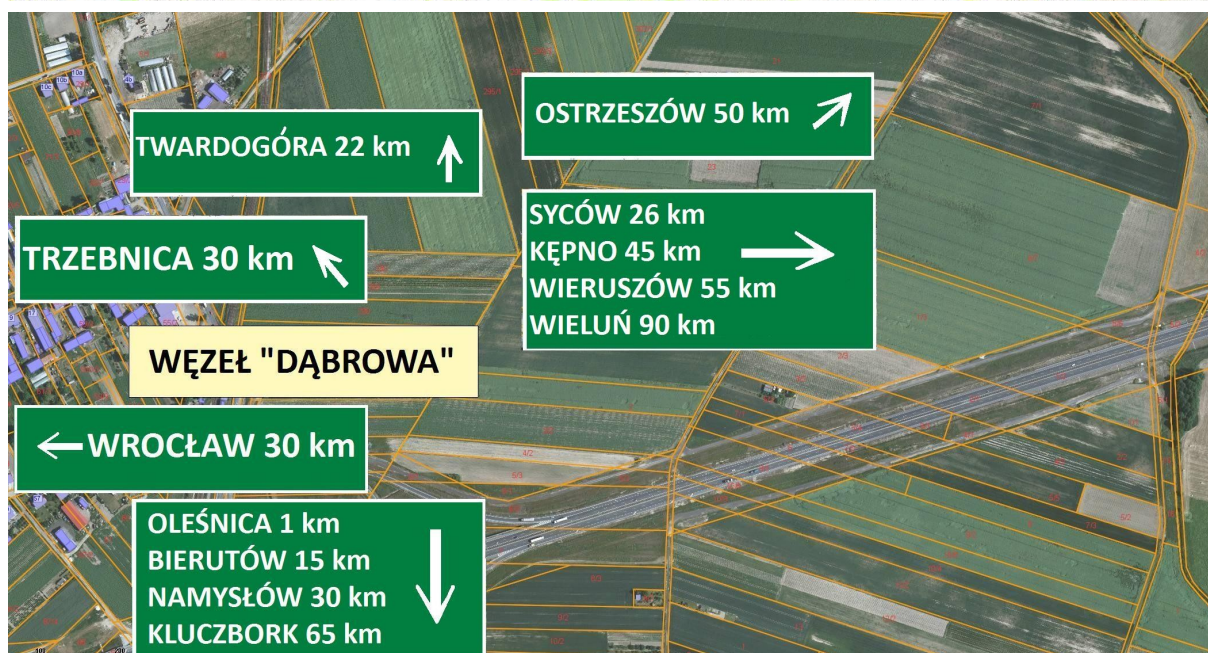 TWARDOGÓRA 22 km
OSTRZESZÓW 50 km
TRZEBNICA 30 km
SYCÓW 26 km
KĘPNO 45 km
WIERUSZÓW 55 km
WIELUŃ 90 km
WĘZEŁ "DĄBROWA"
WROCŁAW 30 km
OLEŚNICA 1 km
BIERUTÓW 15 km
NAMYSŁÓW 30 km
KLUCZBORK 65 km